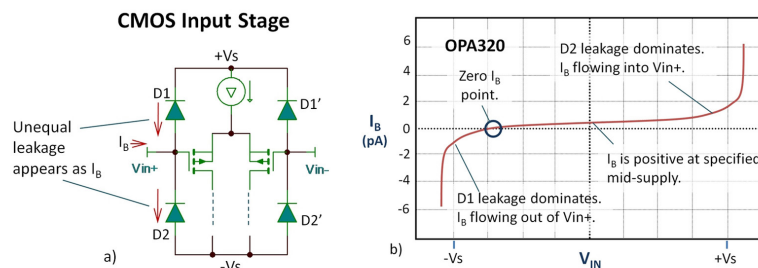 CMOS Input Stage
+Vs
D1
D1’
Unequal
leakage
appears as IB
IB
Vin+
Vin−
D2
D2’
-Vs
a)
OPA320
Zero IB
point.
D2 leakage dominates.
IB flowing into Vin+.
IB
(pA)
6
4
2
0
-2
-4
-6
IB is positive at specified
mid-supply.
D1 leakage dominates.
IB flowing out of Vin+.
b)
-Vs
VIN
+Vs